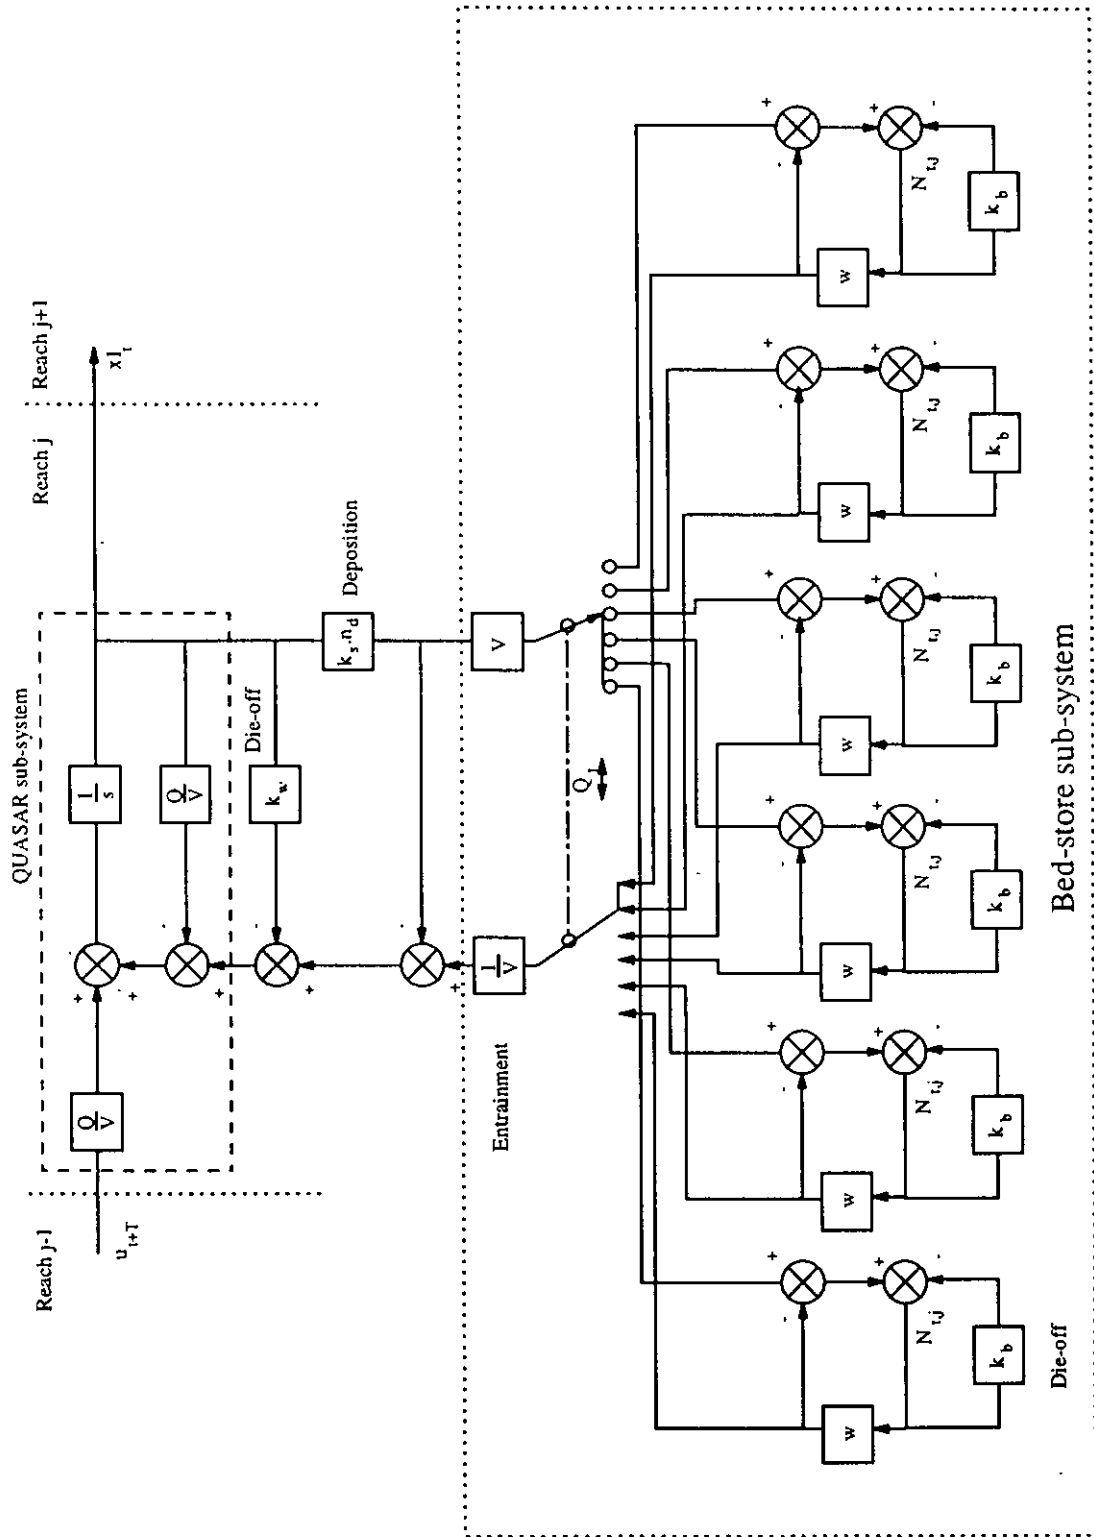 Reach j-1
Reach j
Reach j+1
QUASAR sub-system
u t+T
Q
V
1
s
x1 t
Q
V
Die-off
k w
Deposition
k s . n d
Entrainment
1
V
V
Q j
+
+
+
+
+
+
-
+
+
-
+
+
-
+
+
-
+
+
-
+
+
-
+
+
-
w
w
w
w
w
w
N t,j
N t,j
N t,j
N t,j
N t,j
N t,j
k b
k b
k b
k b
k b
k b
Die-off
Bed-store sub-system